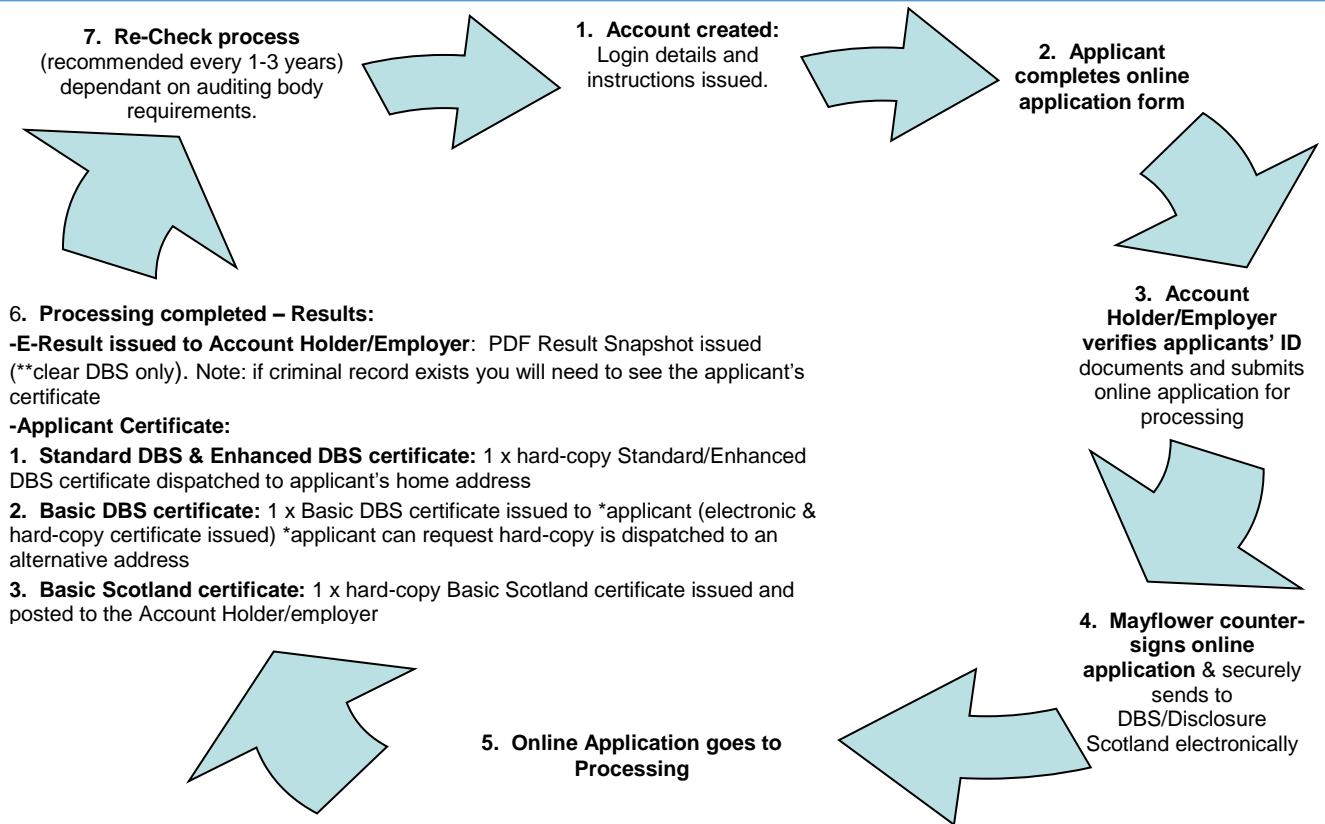 1. Account created:
Login details and
instructions issued.
2. Applicant
completes online
application form
3. Account
Holder/Employer
verifies applicants' ID
documents and submits
online application for
processing
4. Mayflower counter-
signs online
application & securely
sends to
DBS/Disclosure
Scotland electronically
5. Online Application goes to
Processing
6. Processing completed – Results:
-E-Result issued to Account Holder/Employer: PDF Result Snapshot issued
(**clear DBS only). Note: if criminal record exists you will need to see the applicant's
certificate
-Applicant Certificate:
1. Standard DBS & Enhanced DBS certificate: 1 x hard-copy Standard/Enhanced
DBS certificate dispatched to applicant's home address
2. Basic DBS certificate: 1 x Basic DBS certificate issued to *applicant (electronic &
hard-copy certificate issued) *applicant can request hard-copy is dispatched to an
alternative address
3. Basic Scotland certificate: 1 x hard-copy Basic Scotland certificate issued and
posted to the Account Holder/employer
7. Re-Check process
(recommended every 1-3 years)
dependant on auditing body
requirements.